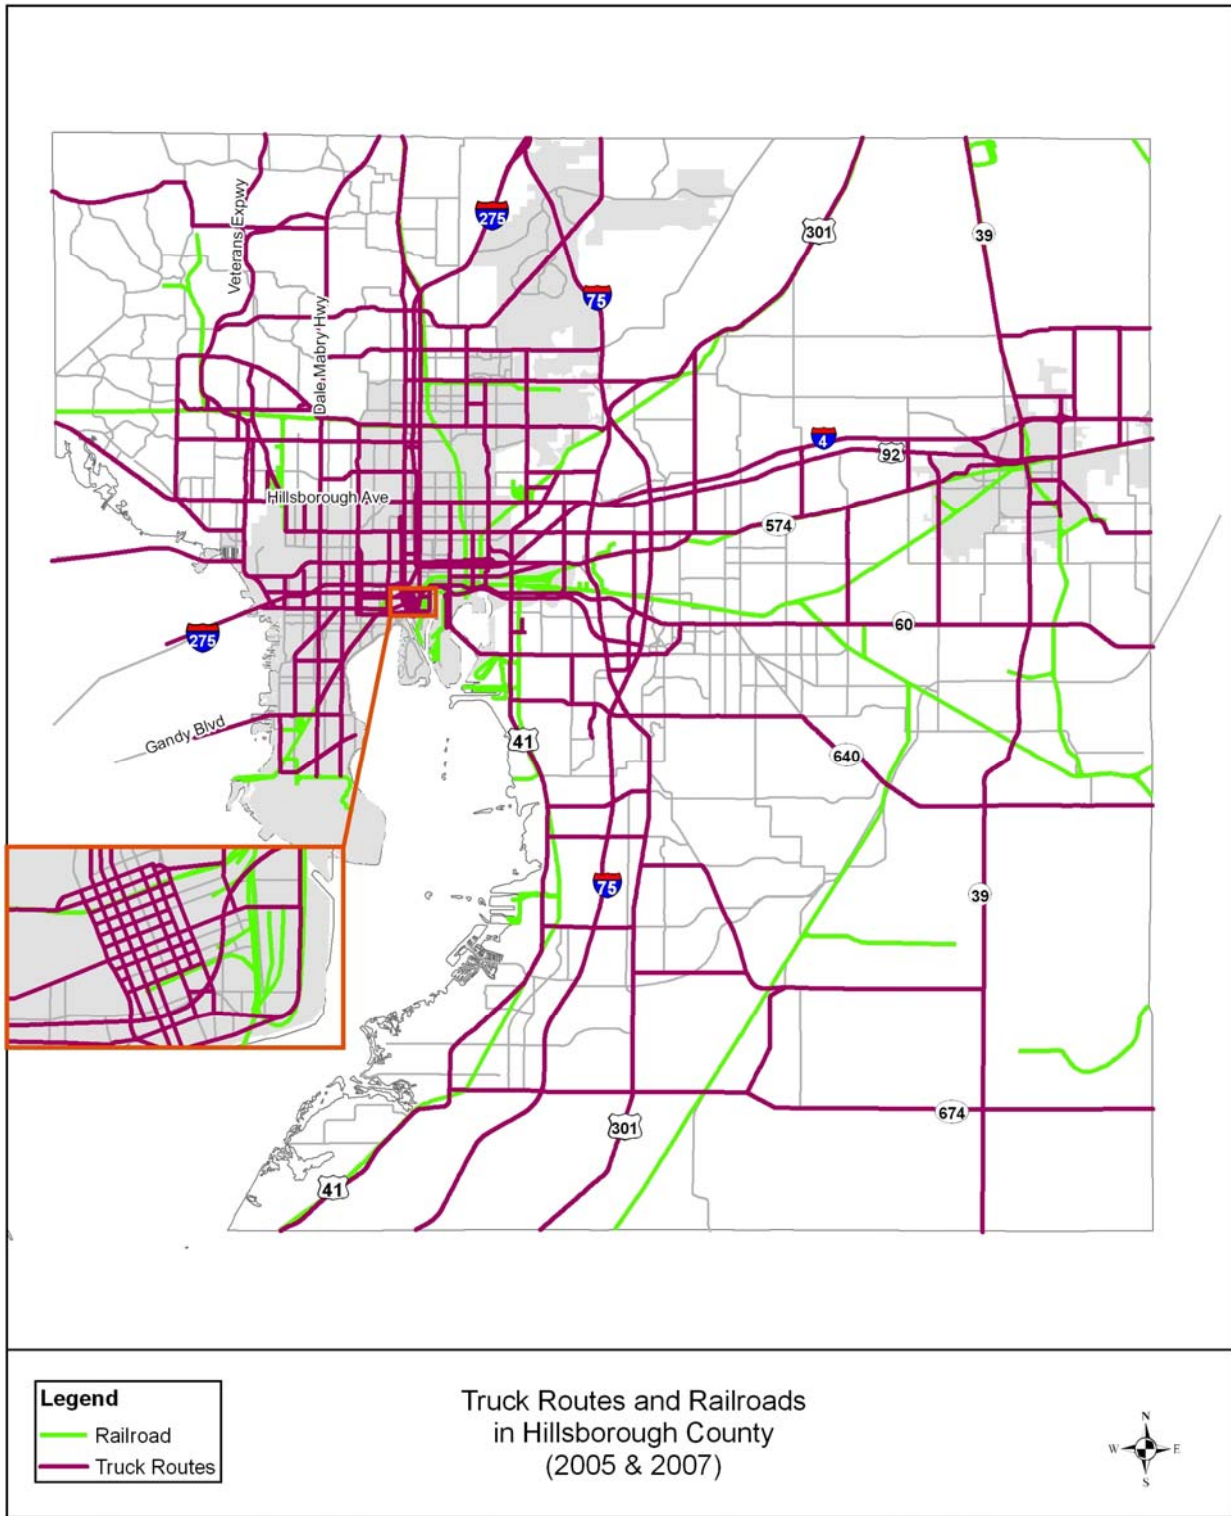 Veterans Expwy
275
301
39
75
Dale Mabry Hwy
4
92
Hillsborough Ave
574
60
275
Gandy Blvd
41
640
75
39
674
301
41
Legend
Railroad
Truck Routes
Truck Routes and Railroads
in Hillsborough County
(2005 & 2007)
N
W E
S